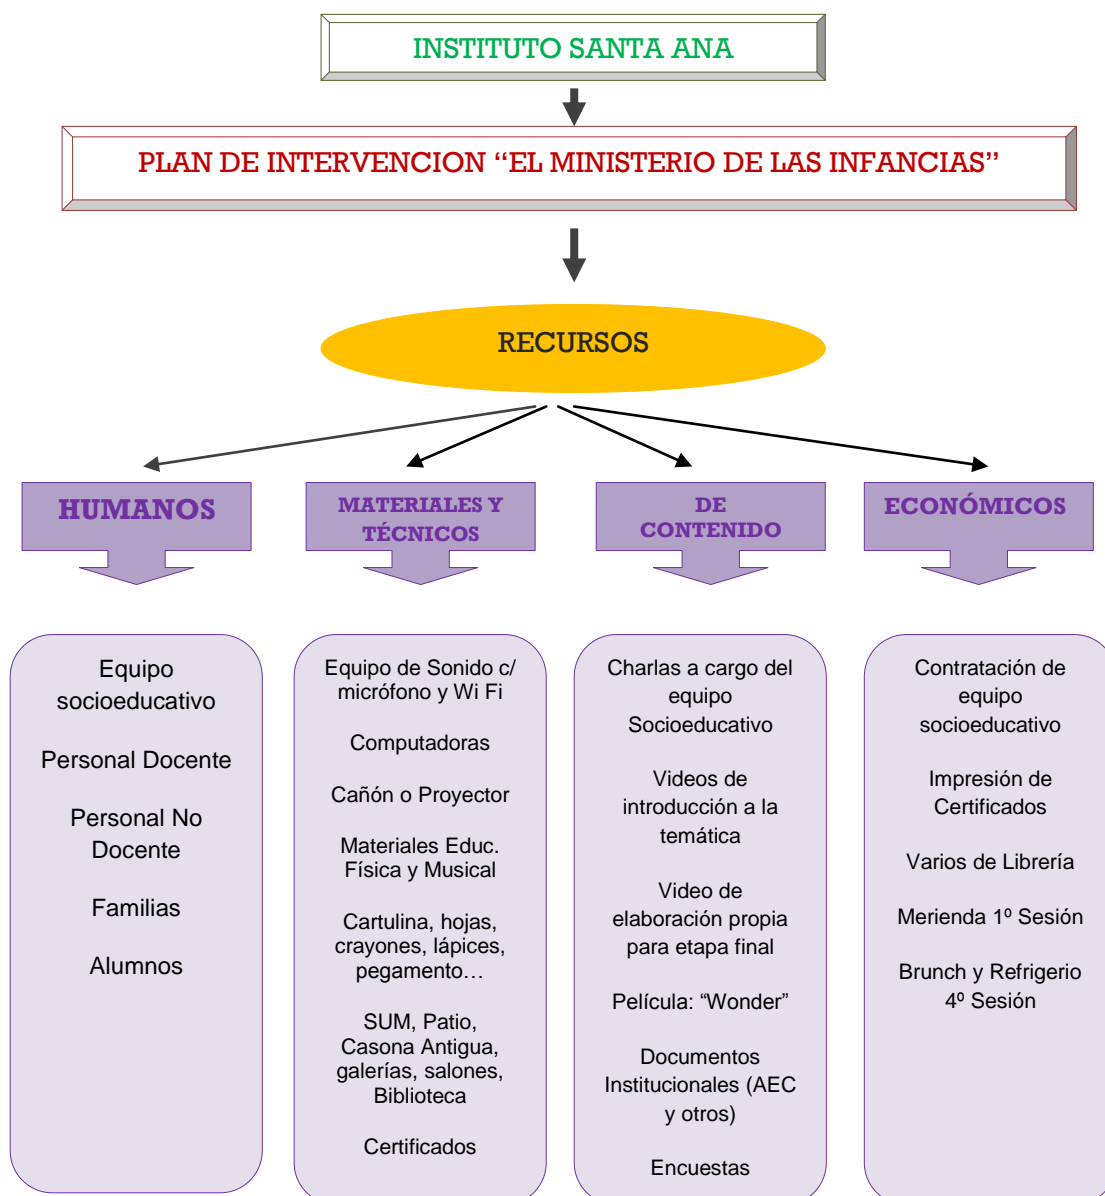 INSTITUTO SANTA ANA
PLAN DE INTERVENCION “EL MINISTERIO DE LAS INFANCIAS”
RECURSOS
HUMANOS
MATERIALES Y
TÉCNICOS
DE
CONTENIDO
ECONÓMICOS
Equipo
socioeducativo
Personal Docente
Personal No
Docente
Familias
Alumnos
Equipo de Sonido c/
micrófono y Wi Fi
Computadoras
Cañón o Proyector
Materiales Educ.
Física y Musical
Cartulina, hojas,
crayones, lápices,
pegamento…
SUM, Patio,
Casona Antigua,
galerías, salones,
Biblioteca
Certificados
Charlas a cargo del
equipo
Socioeducativo
Videos de
introducción a la
temática
Video de
elaboración propia
para etapa final
Película: “Wonder”
Documentos
Institucionales (AEC
y otros)
Encuestas
Contratación de
equipo
socioeducativo
Impresión de
Certificados
Varios de Librería
Merienda 1º Sesión
Brunch y Refrigerio
4º Sesión